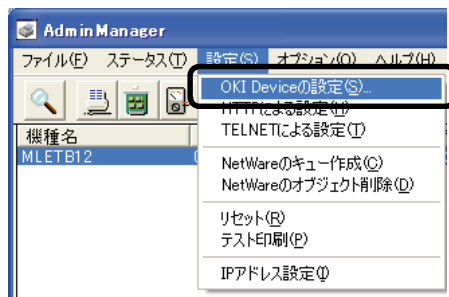 AdminManager
ファイル(F) ステータス(T) 設定(S) オプション(O) ヘルプ(H)
OKI Deviceの設定(S)...
HTTPによる設定(H)
TELNETによる設定(T)
機種名
MLETB12
NetWareのキュー作成(C)
NetWareのオブジェクト削除(D)
リセット(R)
テスト印刷(P)
IPアドレス設定(I)